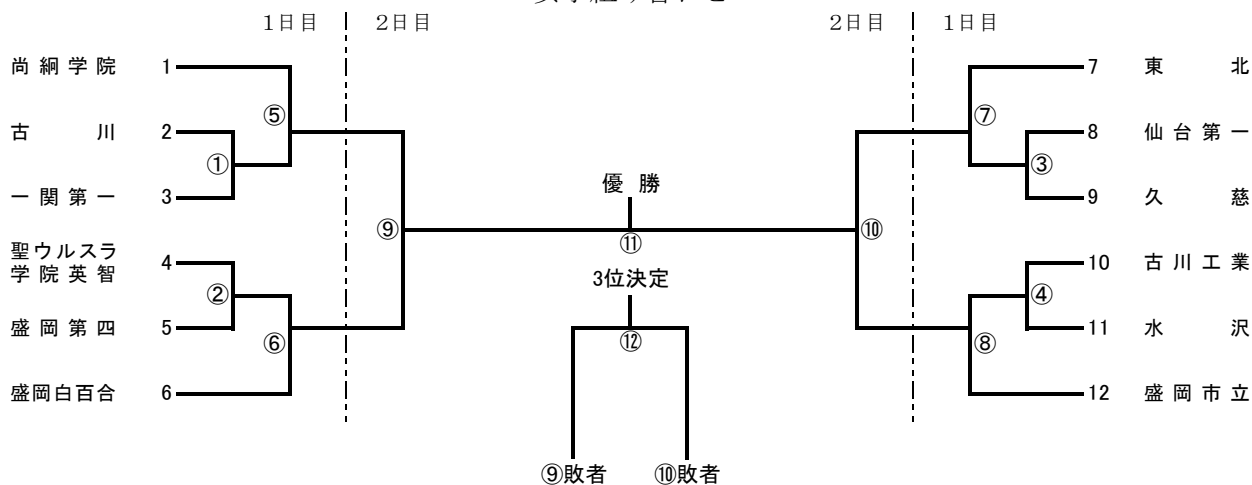 1日目 2日目 2日目 1日目
尚絅学院 1
古川 2
一関第一 3
聖ウルスラ
学院英智 4
盛岡第四 5
盛岡白百合 6
① ② ⑤ ⑥ ⑨
優勝
⑪
3位決定
⑫
⑨敗者 ⑩敗者
⑩ ⑦ ③ ④ ⑧
7 東北
8 仙台第一
9 久慈
10 古川工業
11 水沢
12 盛岡市立